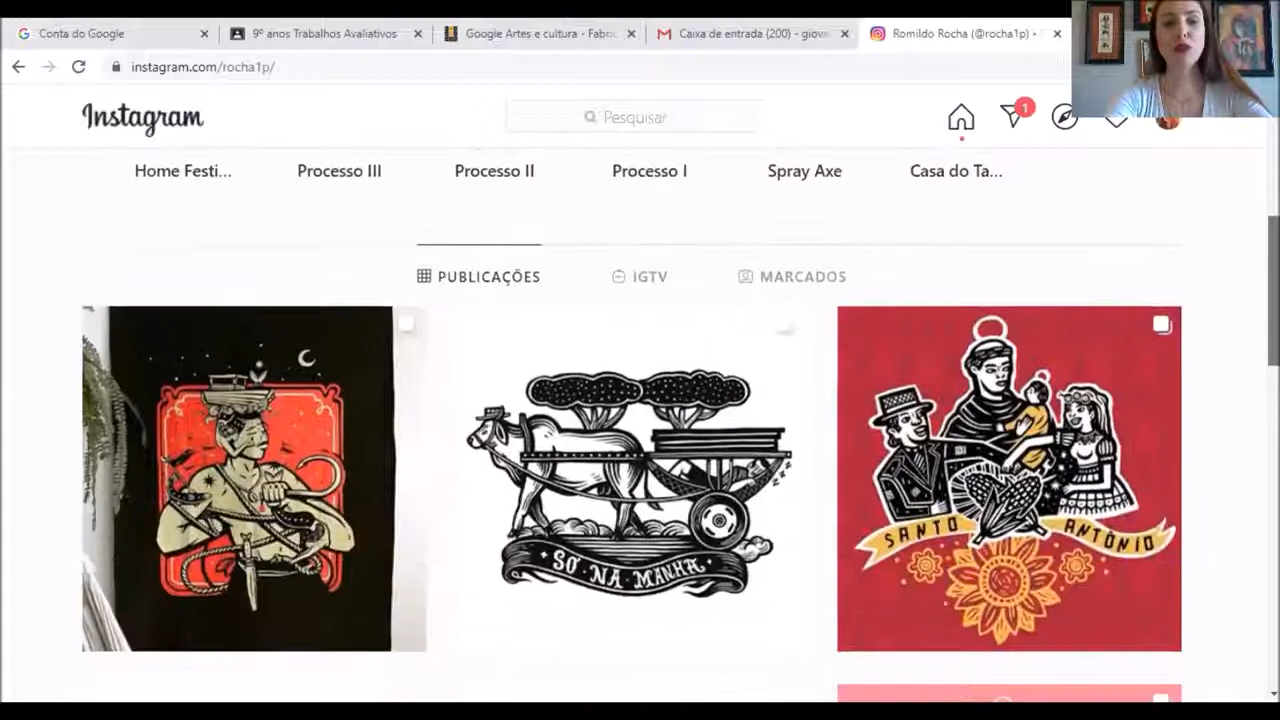 Conta do Google
9º anos Trabalhos Avaliativos
Google Artes e cultura - Fabric
Caixa de entrada (200) - giova
Romildo Rocha (@rocha1p) •
instagram.com/rocha1p/
Instagram
Pesquisar
1
Home Festi...
Processo III
Processo II
Processo I
Spray Axe
Casa do Ta...
PUBLICAÇÕES
IGTV
MARCADOS
SÓ NA MANHA
SANTO ANTÔNIO